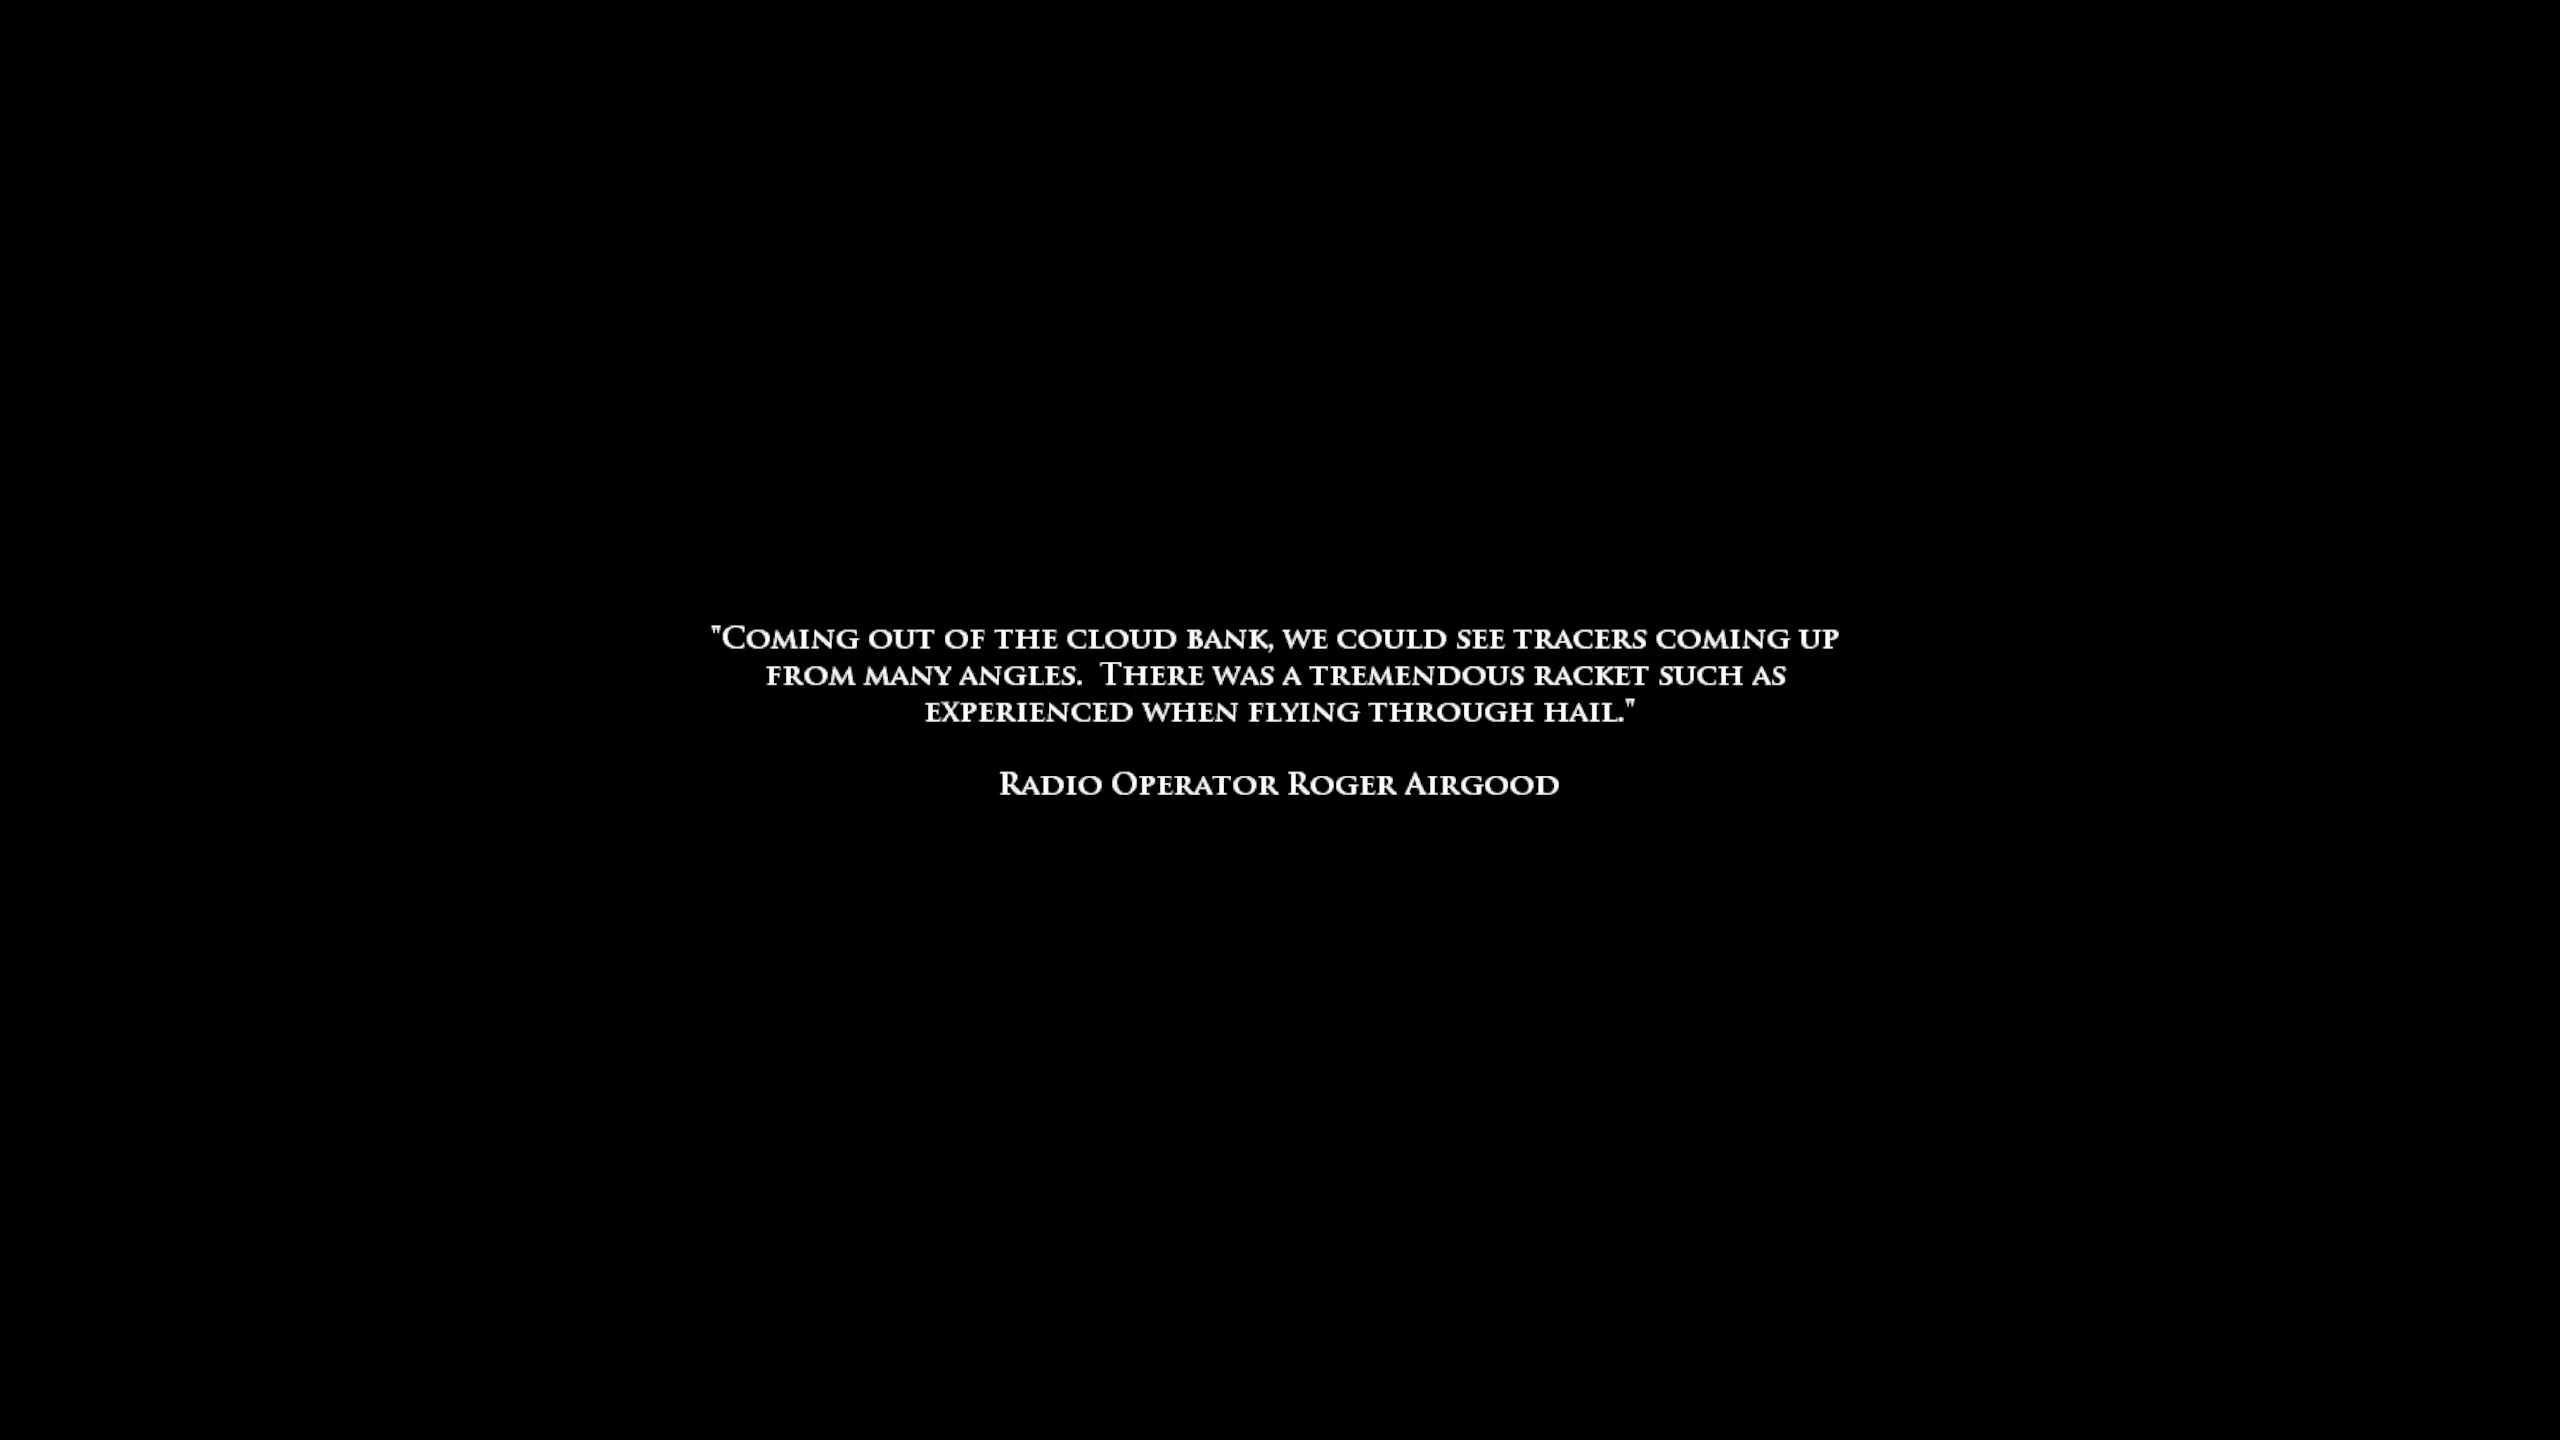 "Coming out of the cloud bank, we could see tracers coming up
from many angles.  There was a tremendous racket such as
experienced when flying through hail."
Radio Operator Roger Airgood